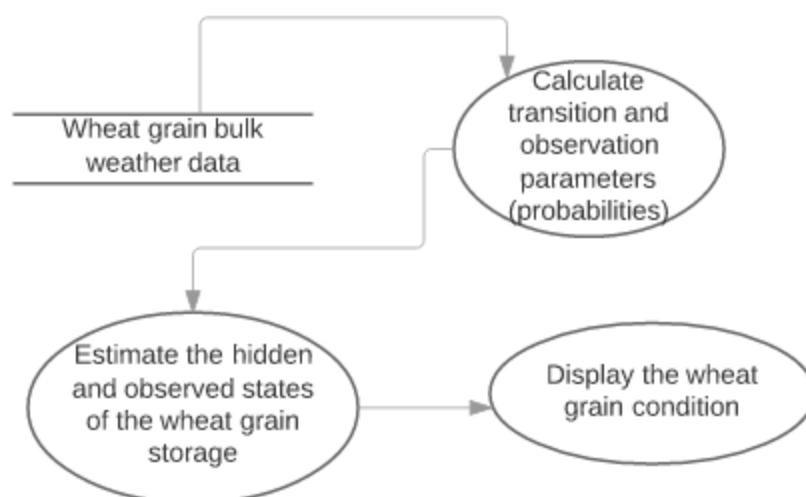 Wheat grain bulk
weather data
Calculate
transition and
observation
parameters
(probabilities)
Estimate the hidden
and observed states
of the wheat grain
storage
Display the wheat
grain condition